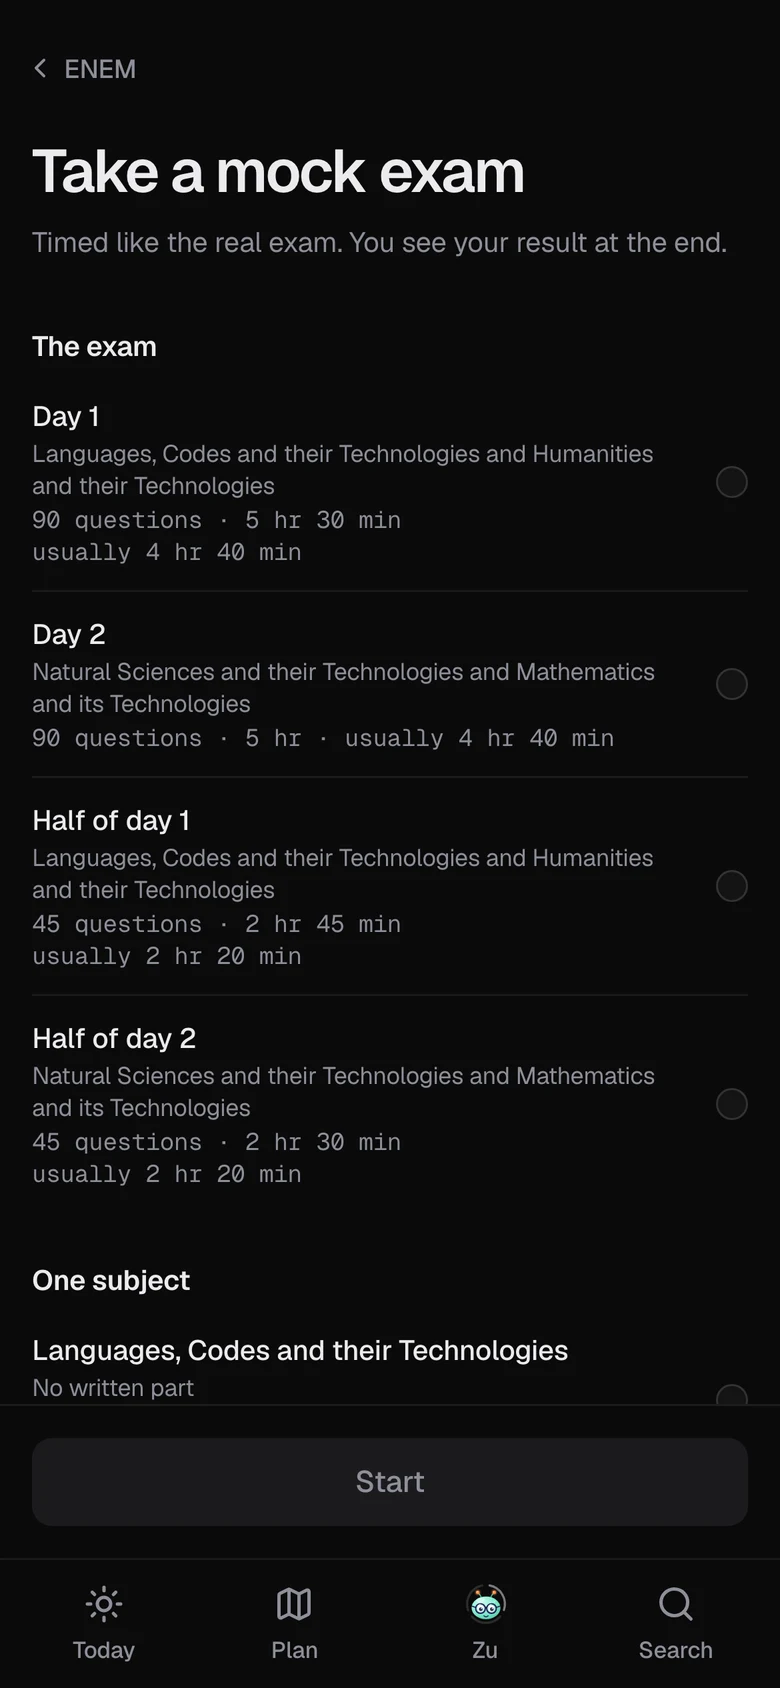 ENEM
Take a mock exam
Timed like the real exam. You see your result at the end.
The exam
Day 1
Languages, Codes and their Technologies and Humanities
and their Technologies
90 questions · 5 hr 30 min
usually 4 hr 40 min
Day 2
Natural Sciences and their Technologies and Mathematics
and its Technologies
90 questions · 5 hr · usually 4 hr 40 min
Half of day 1
Languages, Codes and their Technologies and Humanities
and their Technologies
45 questions · 2 hr 45 min
usually 2 hr 20 min
Half of day 2
Natural Sciences and their Technologies and Mathematics
and its Technologies
45 questions · 2 hr 30 min
usually 2 hr 20 min
One subject
Languages, Codes and their Technologies
No written part
Start
Today
Plan
Zu
Search